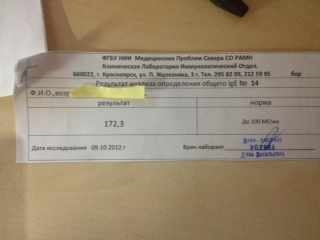 ФГБУ НИИ Медицинских Проблем Севера СО РАМН
Клиническая Лаборатория Иммунологический Отдел.
660022, г. Красноярск, ул. П. Железняка, 3 г. Тел. 295 82 09, 212 59 95 Бор
Результат анализа определения общего IgE № 14
Ф.И.О.,возр
результат норма
172,3 До 100 МЕ/мл
Дата исследования 09.10.2012 г Врач-лаборант